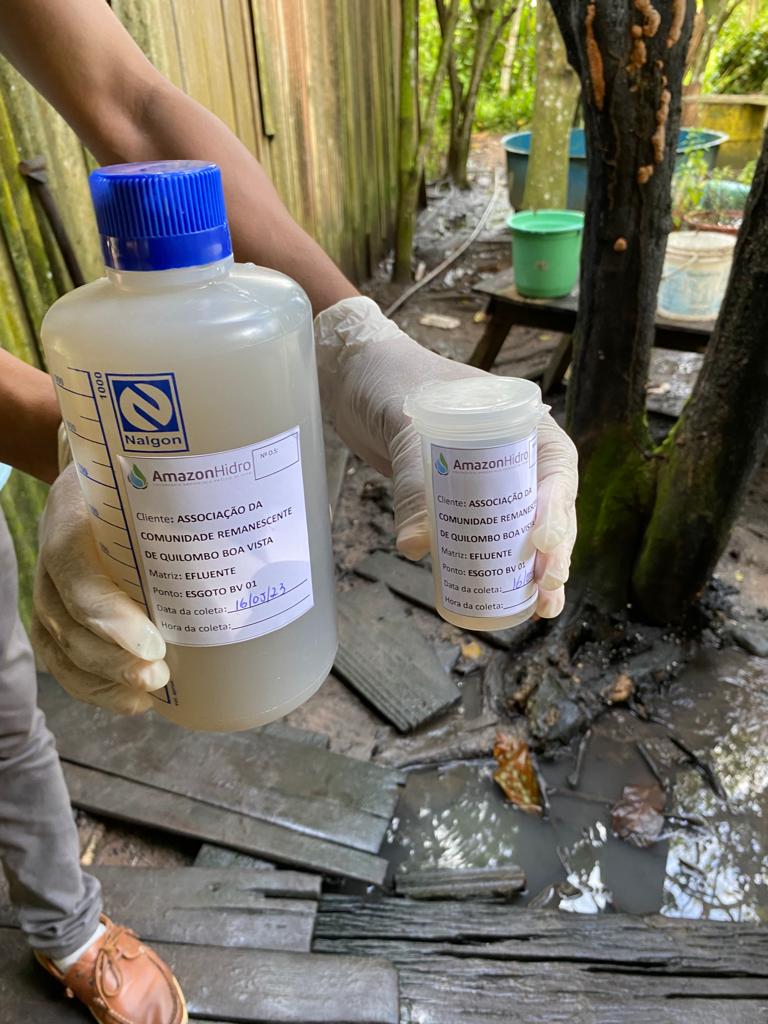 1000
Nalgon
AmazonHidro
Nº O.S:
Cliente: ASSOCIAÇÃO DA
COMUNIDADE REMANESCENTE
DE QUILOMBO BOA VISTA
Matriz: EFLUENTE
Ponto: ESGOTO BV 01
Data da coleta: 16/05/23
Hora da coleta:
AmazonHidro
Cliente: ASSOCIAÇÃO DA
COMUNIDADE REMANESCENTE
DE QUILOMBO BOA VISTA
Matriz: EFLUENTE
Ponto: ESGOTO BV 01
Data da coleta: 16/
Hora da coleta: